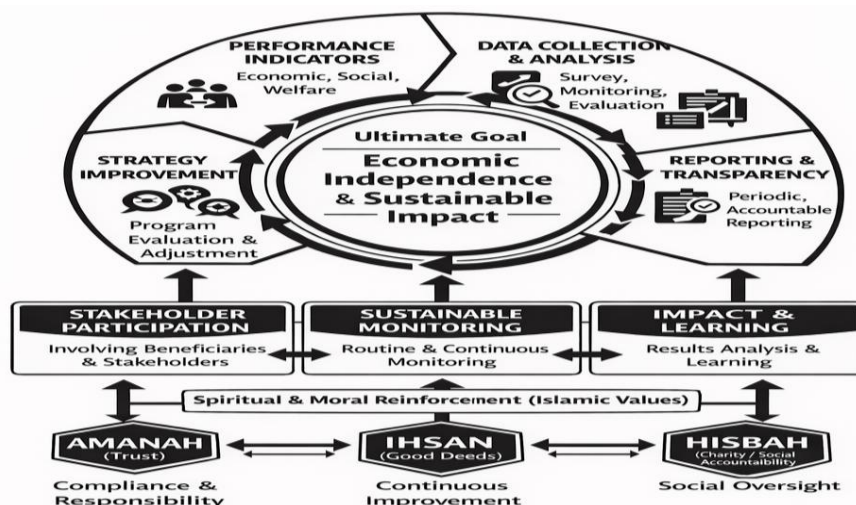 PERFORMANCE
INDICATORS
Economic, Social,
Welfare
DATA COLLECTION
& ANALYSIS
Survey,
Monitoring,
Evaluation
STRATEGY
IMPROVEMENT
Program
Evaluation &
Adjustment
Ultimate Goal
Economic
Independence
& Sustainable
Impact
REPORTING &
TRANSPARENCY
Periodic,
Accountable
Reporting
STAKEHOLDER
PARTICIPATION
Involving Beneficiaries
& Stakeholders
SUSTAINABLE
MONITORING
Routine & Continuous
Monitoring
IMPACT &
LEARNING
Results Analysis &
Learning
Spiritual & Moral Reinforcement (Islamic Values)
AMANAH
(Trust)
Compliance &
Responsibility
IHSAN
(Good Deeds)
Continuous
Improvement
HISBAH
(Charity / Social
Accountaibility)
Social Oversight